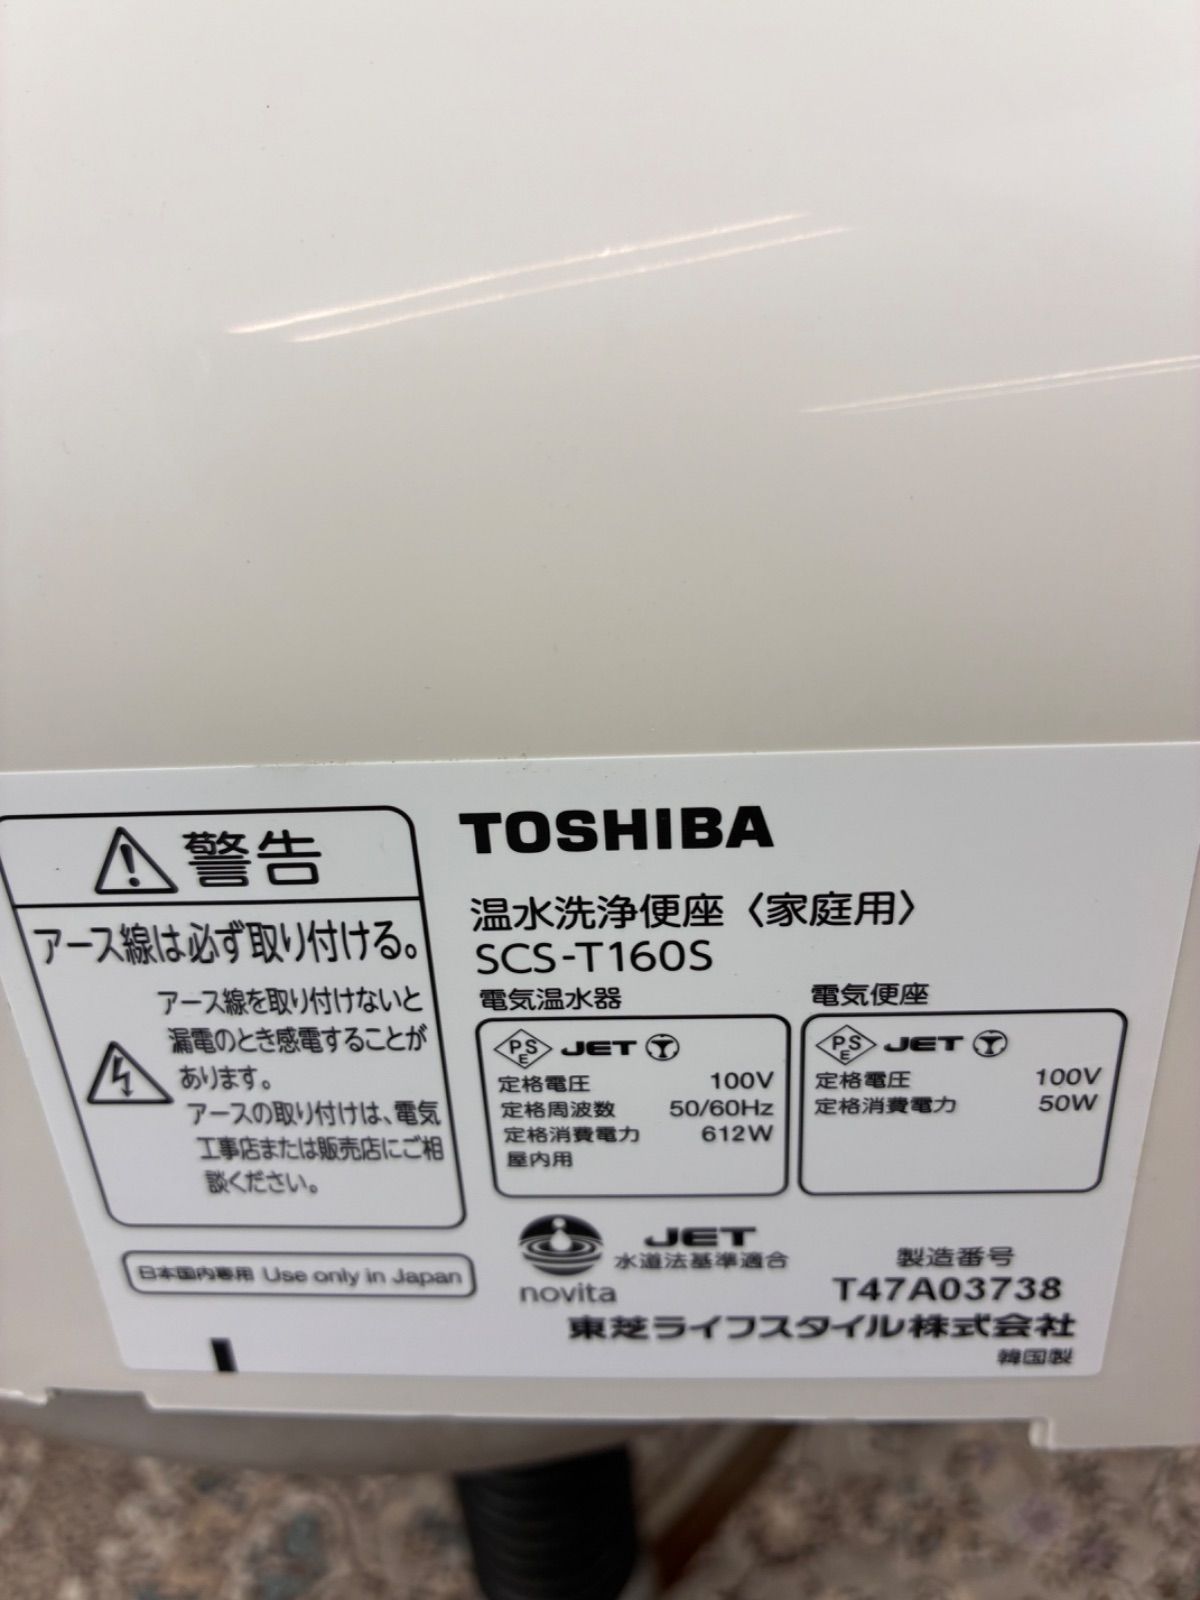 警告
アース線は必ず取り付ける。
アース線を取り付けないと
漏電のとき感電することが
あります。
アースの取り付けは、電気
工事店または販売店にご相
談ください。
日本国内専用 Use only in Japan
TOSHIBA
温水洗浄便座〈家庭用〉
SCS-T160S
電気温水器
PSE JET
定格電圧 100V
定格周波数 50/60Hz
定格消費電力 612W
屋内用
電気便座
PSE JET
定格電圧 100V
定格消費電力 50W
novita
JET
水道法基準適合
製造番号
T47A03738
東芝ライフスタイル株式会社
韓国製